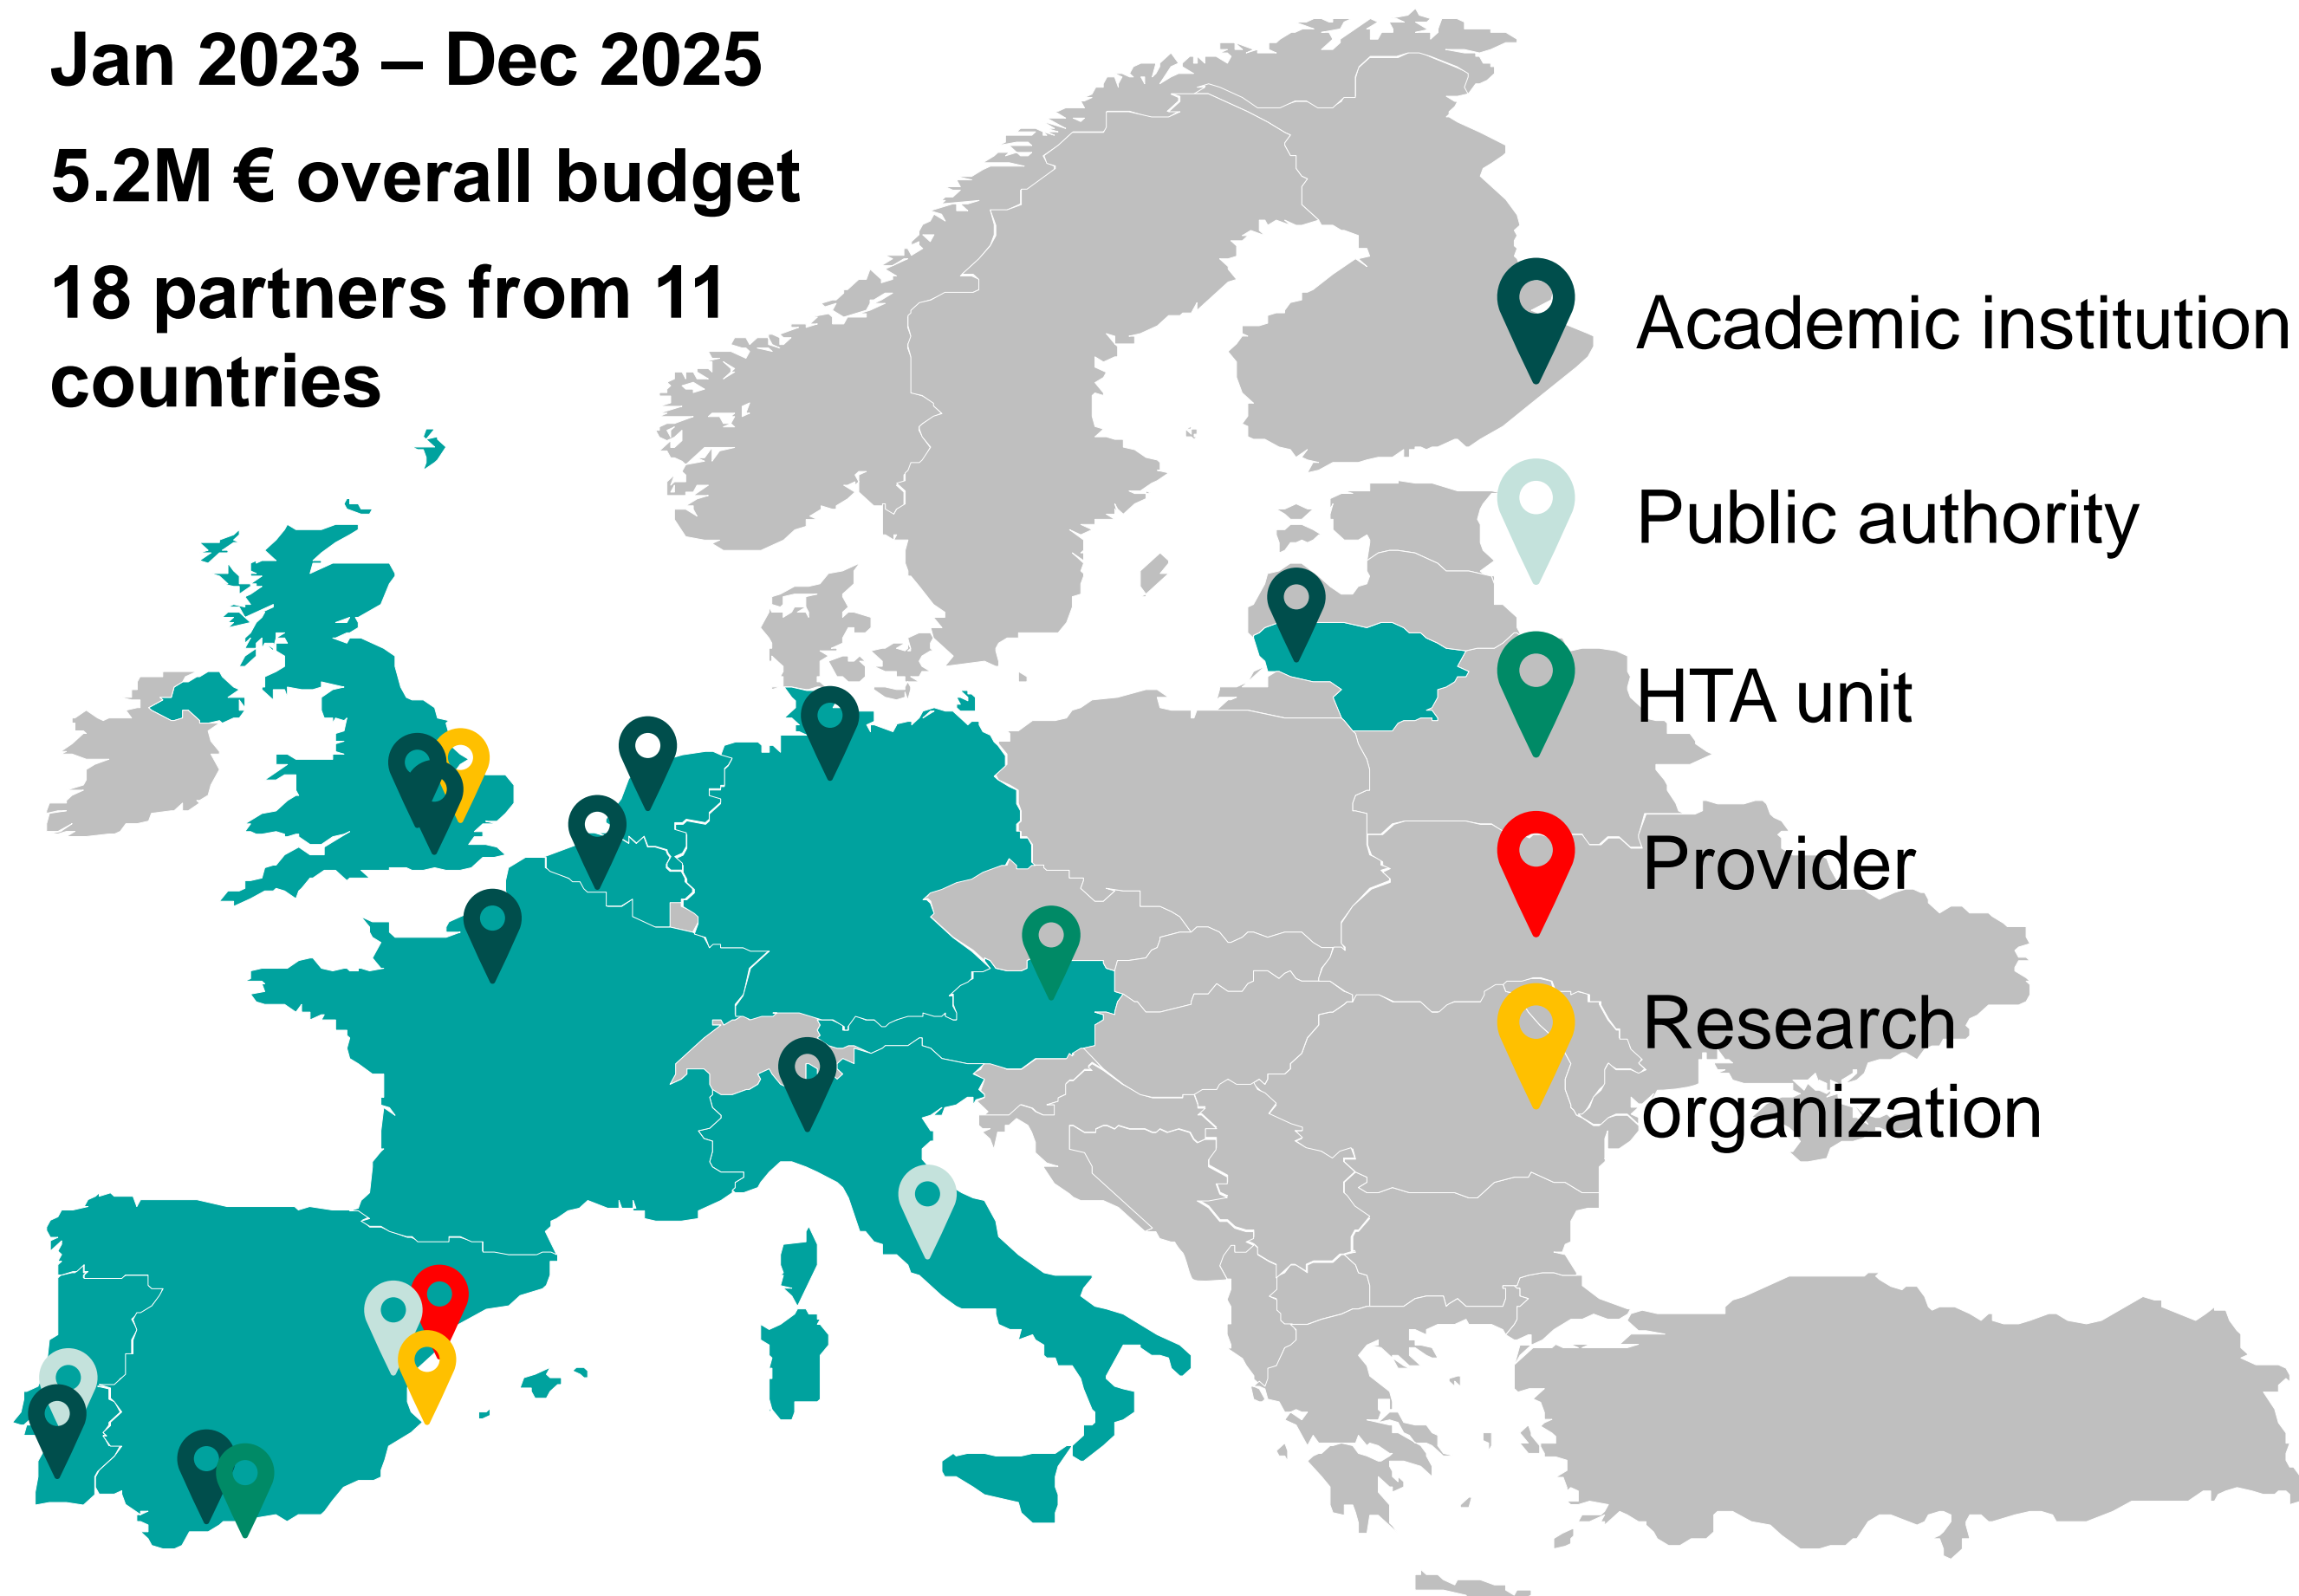 Jan 2023 – Dec 2025
5.2M € overall budget
18 partners from 11
countries
Academic institution
Public authority
HTA unit
Provider
Research
organization